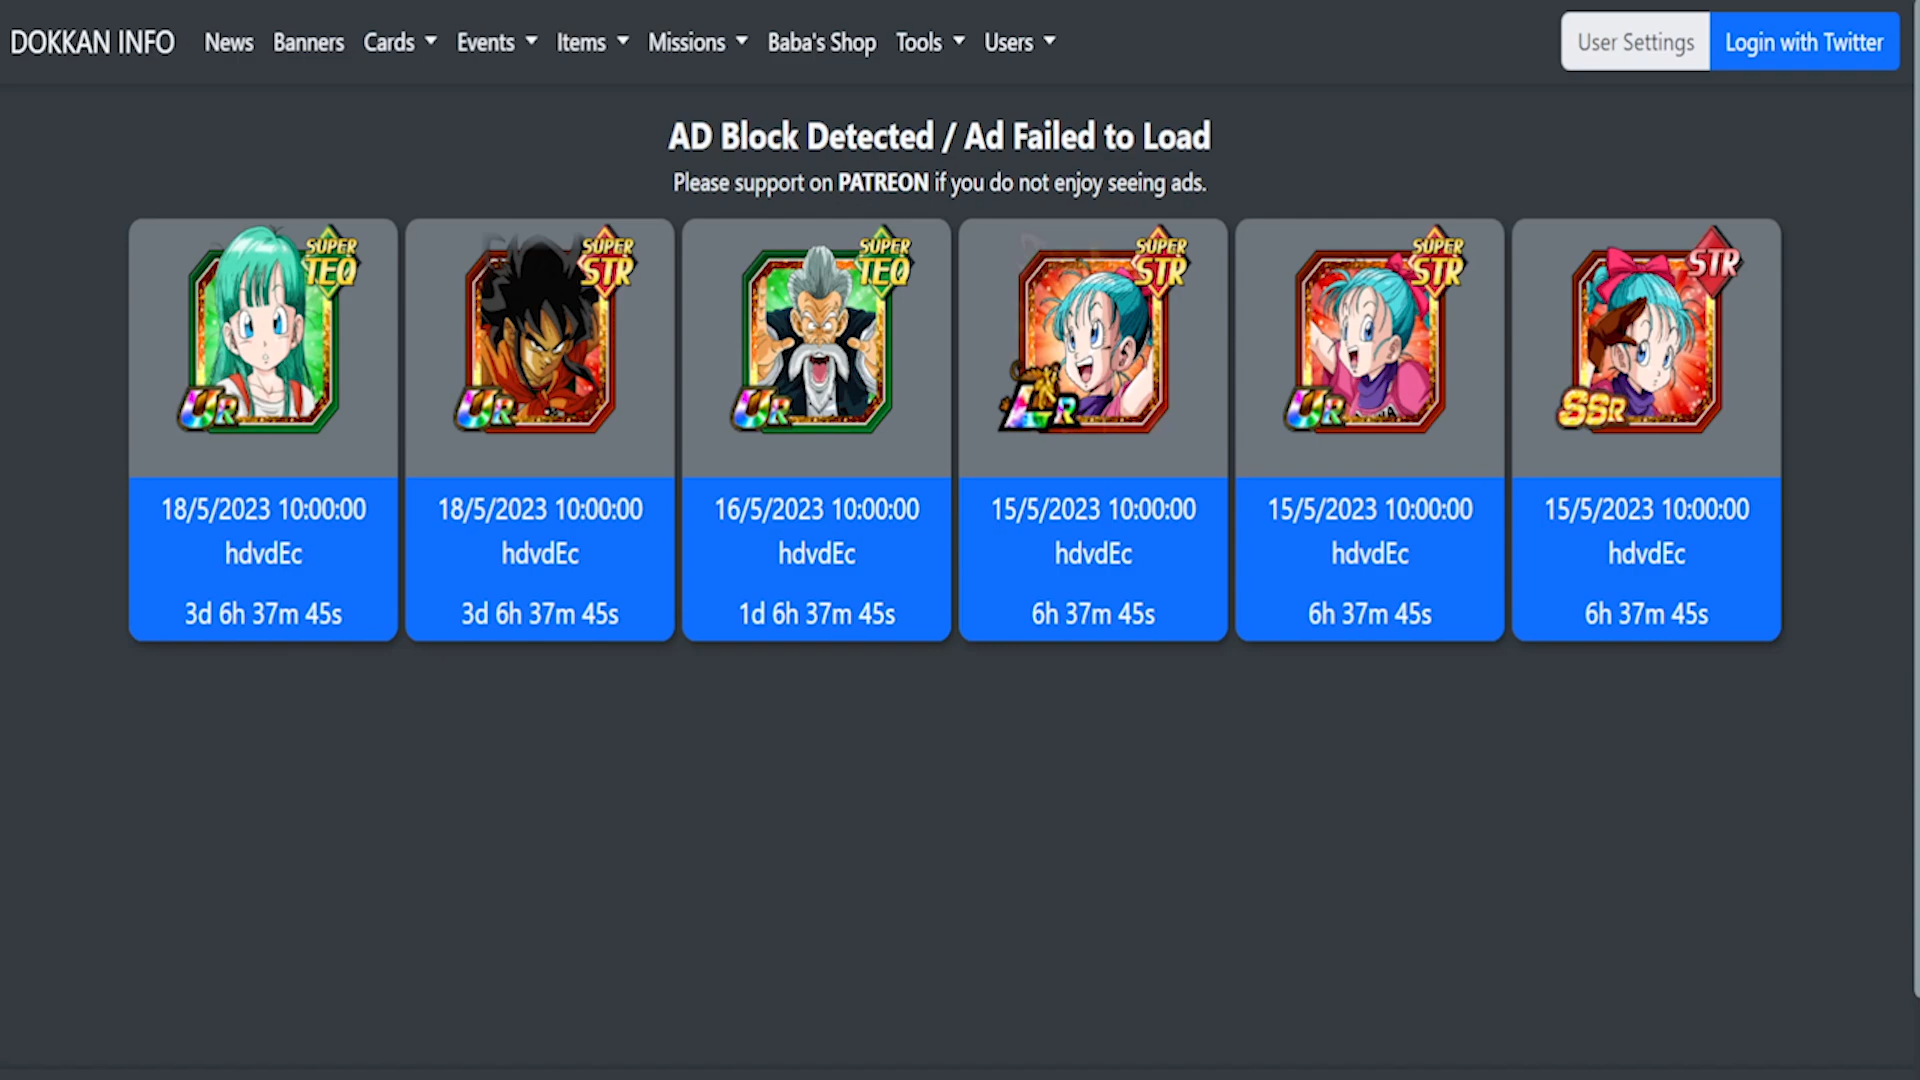 DOKKAN INFO News Banners Cards Events Items Missions Baba's Shop Tools Users User Settings Login with Twitter
AD Block Detected / Ad Failed to Load
Please support on PATREON if you do not enjoy seeing ads.
SUPER TEQ UR
SUPER STR UR
SUPER TEQ UR
SUPER STR LR
SUPER STR UR
STR SSR
18/5/2023 10:00:00 18/5/2023 10:00:00 16/5/2023 10:00:00 15/5/2023 10:00:00 15/5/2023 10:00:00 15/5/2023 10:00:00
hdvdEc hdvdEc hdvdEc hdvdEc hdvdEc hdvdEc
3d 6h 37m 45s 3d 6h 37m 45s 1d 6h 37m 45s 6h 37m 45s 6h 37m 45s 6h 37m 45s